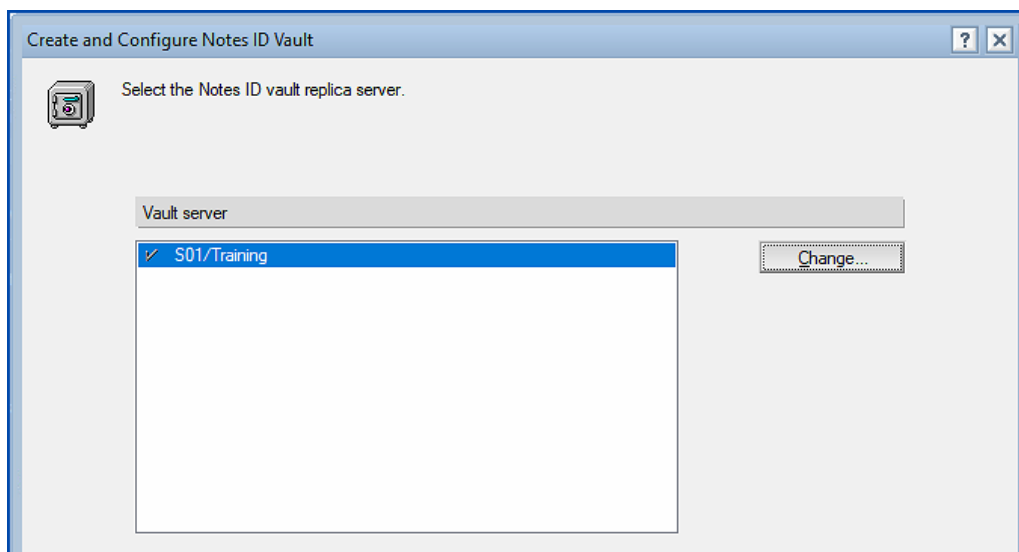 Create and Configure Notes ID Vault
?
Select the Notes ID vault replica server.
Vault server
S01/Training
Change...